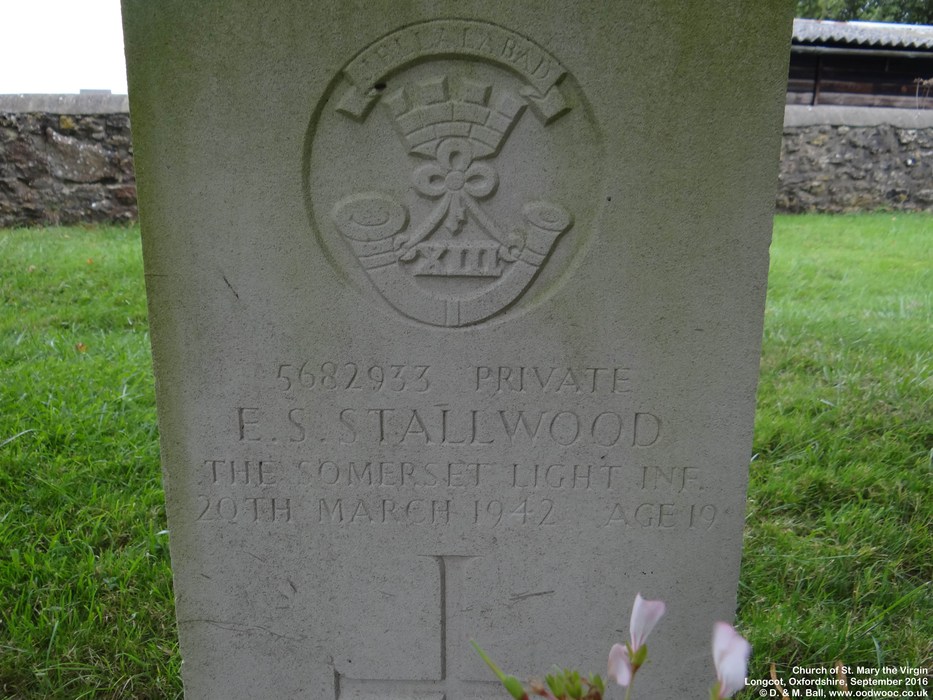 JELLALABAD
XIII
5682933 PRIVATE
E. S. STALLWOOD
THE SOMERSET LIGHT INF.
20TH MARCH 1942 AGE 19
Church of St. Mary the Virgin
Longcot, Oxfordshire, September 2016
© D. & M. Ball, www.oodwooc.co.uk